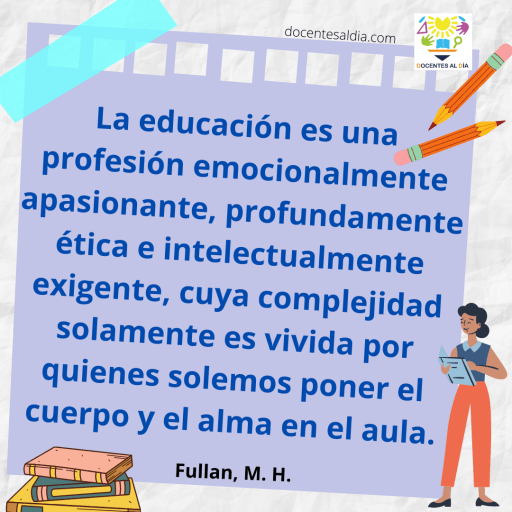 docentesaldia.com
DOCENTES AL DÍA
La educación es una
profesión emocionalmente
apasionante, profundamente
ética e intelectualmente
exigente, cuya complejidad
solamente es vivida por
quienes solemos poner el
cuerpo y el alma en el aula.
Fullan, M. H.